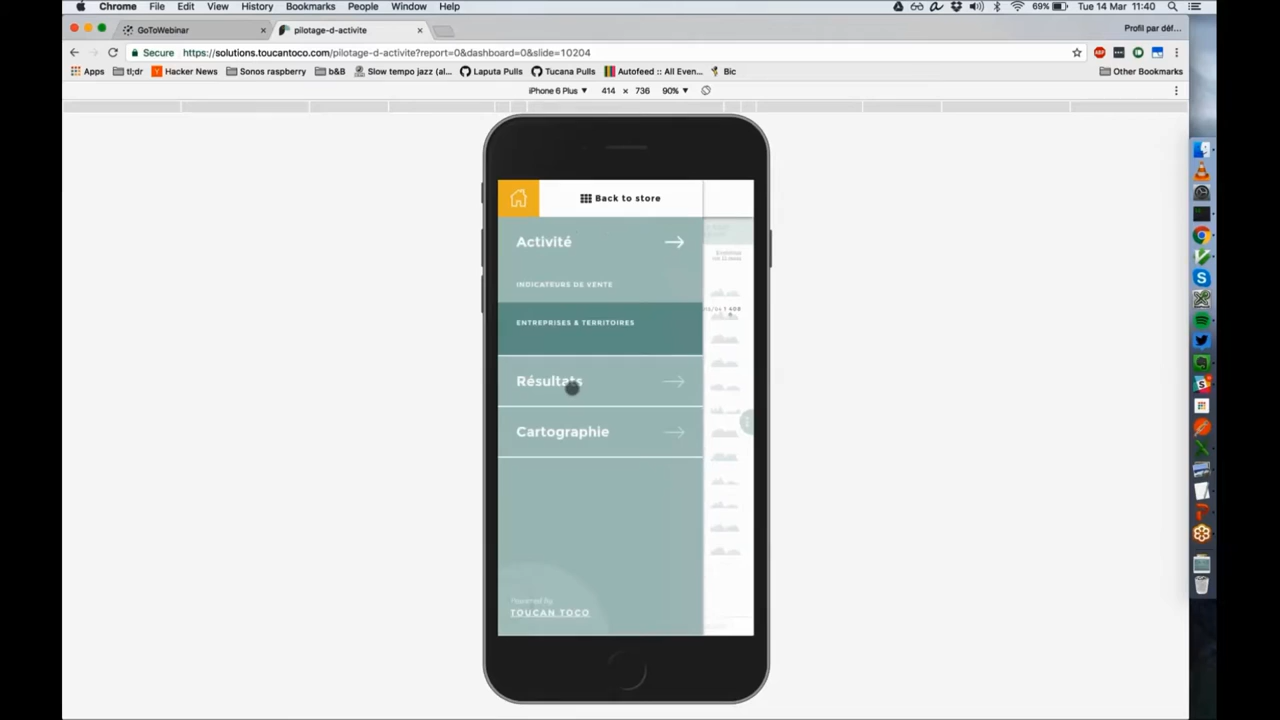 Chrome File Edit View History Bookmarks People Window Help 69% Tue 14 Mar 11:40
GoToWebinar pilotage-d-activite Profil par déf...
Secure https://solutions.toucantoco.com/pilotage-d-activite?report=0&dashboard=0&slide=10204
Apps tl;dr Hacker News Sonos raspberry b&B Slow tempo jazz (al... Laputa Pulls Tucana Pulls Autofeed :: All Even... Bic Other Bookmarks
iPhone 6 Plus 414 × 736 90%
Back to store
Activité
INDICATEURS DE VENTE
ENTREPRISES & TERRITOIRES
Résultats
Cartographie
Powered by
TOUCAN TOCO